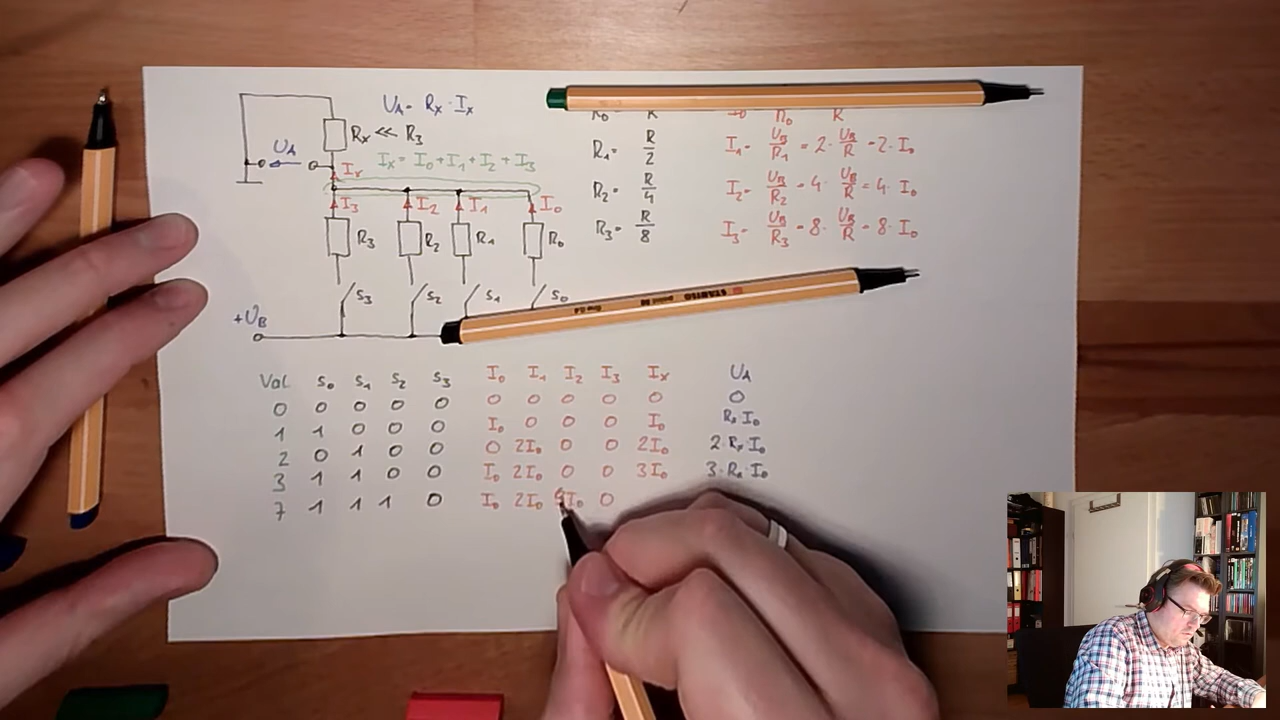 U_A = R_X · I_X
R_X ≪ R_3
U_A
I_X
I_X = I_0 + I_1 + I_2 + I_3
I_3 I_2 I_1 I_0
R_3 R_2 R_1 R_0
S_3 S_2 S_1 S_0
+U_B
R_1 = R/2
R_2 = R/4
R_3 = R/8
I_1 = U_B/R_1 = 2 · U_B/R = 2 · I_0
I_2 = U_B/R_2 = 4 · U_B/R = 4 · I_0
I_3 = U_B/R_3 = 8 · U_B/R = 8 · I_0
STABILO
point 88
fine 0.4
Val S_0 S_1 S_2 S_3 I_0 I_1 I_2 I_3 I_X U_A
0 0 0 0 0 0 0 0 0 0 0
1 1 0 0 0 I_0 0 0 0 I_0 R_X · I_0
2 0 1 0 0 0 2I_0 0 0 2I_0 2 · R_X · I_0
3 1 1 0 0 I_0 2I_0 0 0 3I_0 3 · R_X · I_0
7 1 1 1 0 I_0 2I_0 4I_0 0